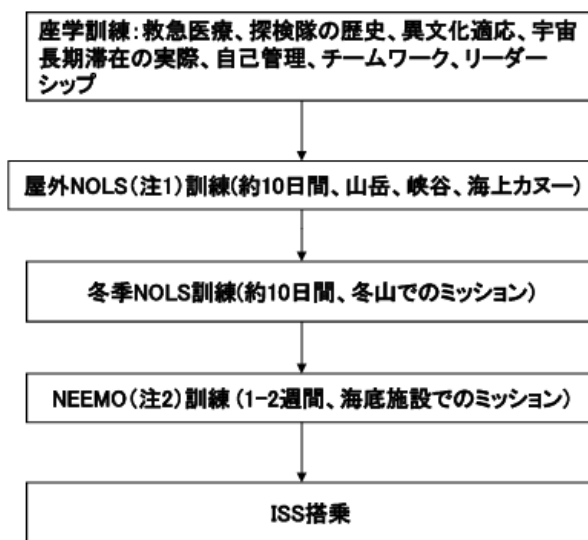 座学訓練:救急医療、探検隊の歴史、異文化適応、宇宙
長期滞在の実際、自己管理、チームワーク、リーダー
シップ
屋外NOLS(注1)訓練(約10日間、山岳、峡谷、海上カヌー)
冬季NOLS訓練(約10日間、冬山でのミッション)
NEEMO(注2)訓練(1-2週間、海底施設でのミッション)
ISS搭乗